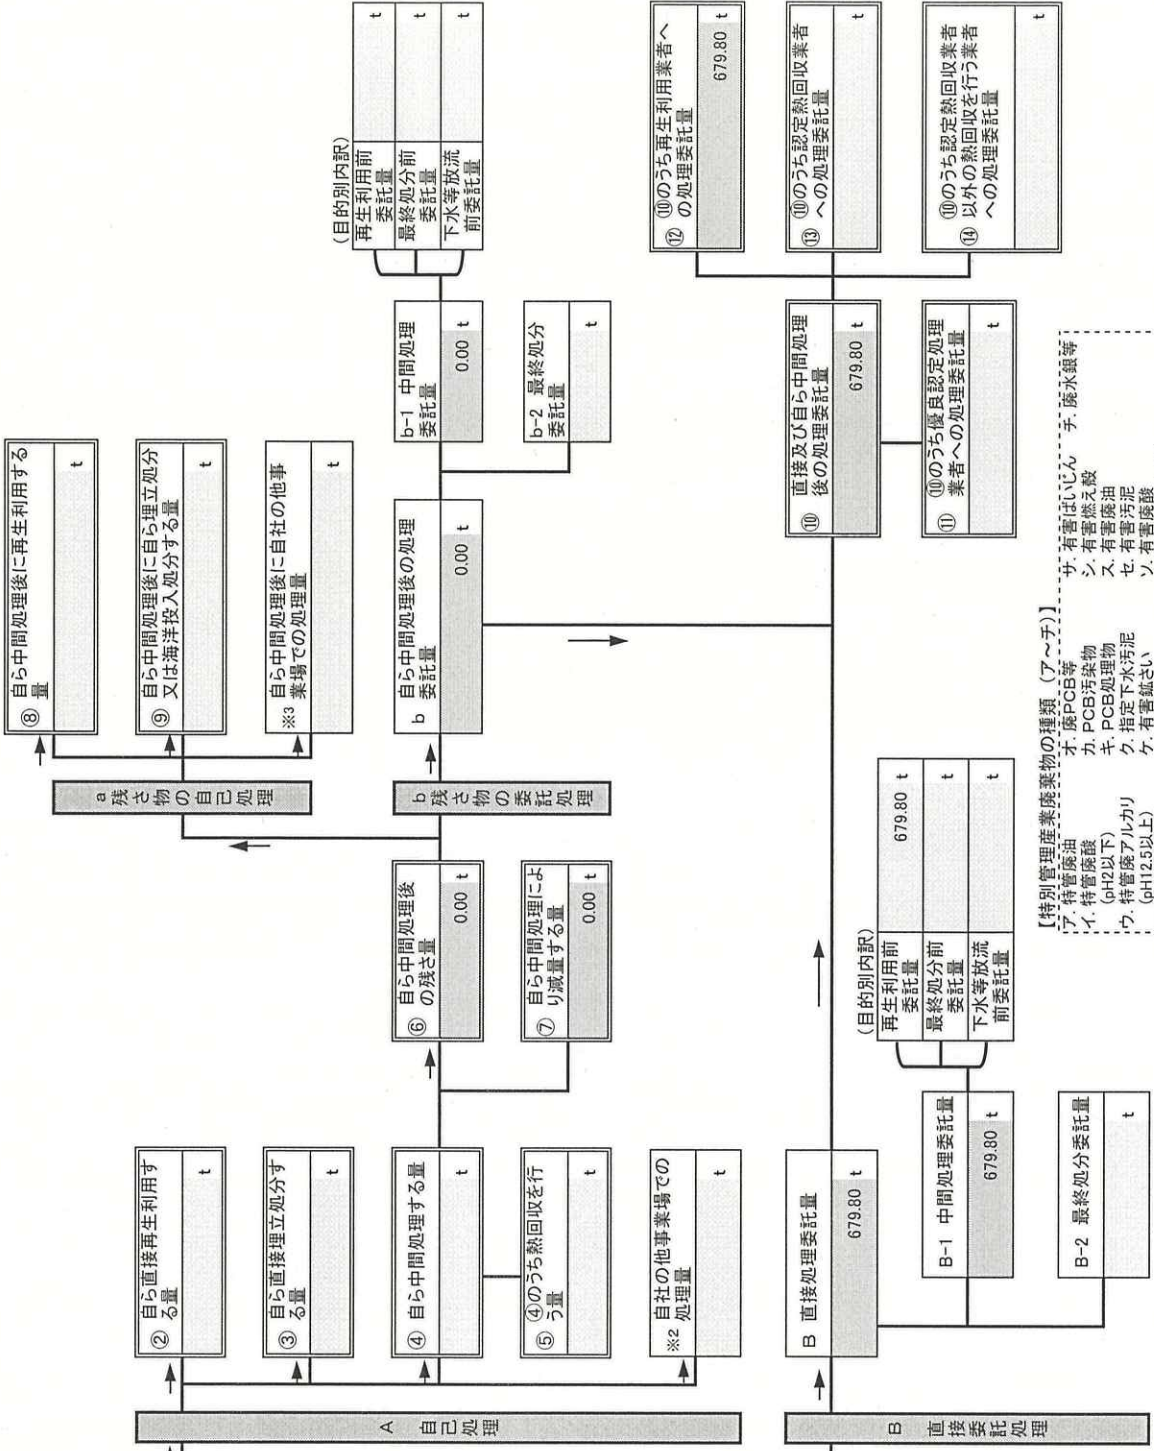 A 自己処理
② 自ら直接再生利用す
る量
t
③ 自ら直接埋立処分す
る量
t
④ 自ら中間処理する量
t
⑤ ④のうち熱回収を行
う量
t
※2 自社の他事業場での
処理量
t
⑥ 自ら中間処理後
の残さ量
0.00 t
⑦ 自ら中間処理によ
り減量する量
0.00 t
a 残さ物の自己処理
⑧ 自ら中間処理後に再生利用する
量
t
⑨ 自ら中間処理後に自ら埋立処分
又は海洋投入処分する量
t
※3 自ら中間処理後に自社の他事
業場での処理量
t
b 残さ物の委託処理
b 自ら中間処理後の処理
委託量
0.00 t
b-1 中間処理
委託量
0.00 t
b-2 最終処分
委託量
t
(目的別内訳)
再生利用前
委託量
t
最終処分前
委託量
t
下水等放流
前委託量
t
B 直接委託処理
B 直接処理委託量
679.80 t
B-1 中間処理委託量
679.80 t
B-2 最終処分委託量
t
(目的別内訳)
再生利用前
委託量
679.80 t
最終処分前
委託量
t
下水等放流
前委託量
t
⑩ 直接及び自ら中間処理
後の処理委託量
679.80 t
⑪ ⑩のうち優良認定処理
業者への処理委託量
t
⑫ ⑩のうち再生利用業者へ
の処理委託量
679.80 t
⑬ ⑩のうち認定熱回収業者
への処理委託量
t
⑭ ⑩のうち認定熱回収業者
以外の熱回収を行う業者
への処理委託量
t
【特別管理産業廃棄物の種類（ア～チ）】
ア. 特管廃油
イ. 特管廃酸
(pH2以下)
ウ. 特管廃アルカリ
(pH12.5以上)
オ. 廃PCB等
カ. PCB汚染物
キ. PCB処理物
ク. 指定下水汚泥
ケ. 有害鉱さい
サ. 有害ばいじん
シ. 有害燃え殻
ス. 有害廃油
セ. 有害汚泥
ソ. 有害廃酸
チ. 廃水銀等